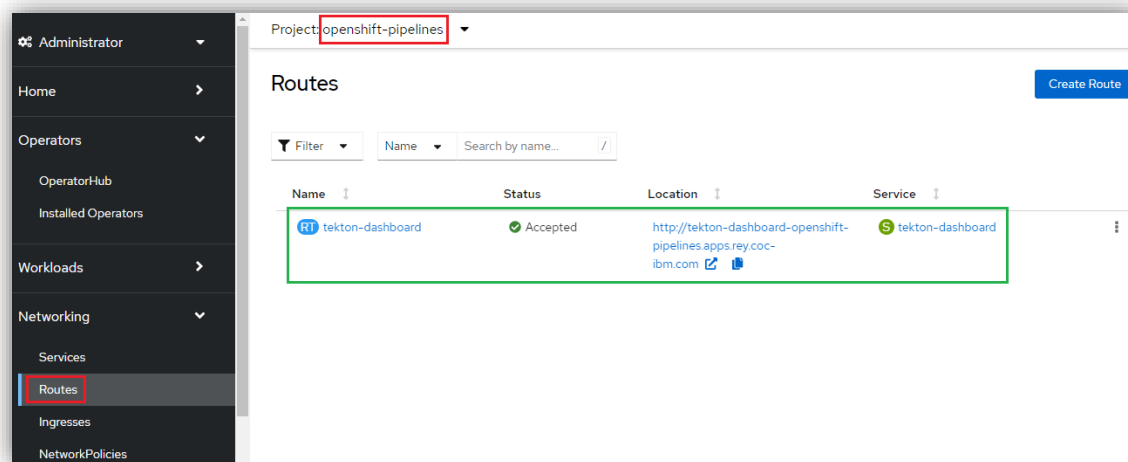 Administrator
Project: openshift-pipelines
Home
Operators
OperatorHub
Installed Operators
Workloads
Networking
Services
Routes
Ingresses
NetworkPolicies
Routes
Create Route
Filter
Name
Search by name...
/
Name Status Location Service
RT tekton-dashboard
Accepted
http://tekton-dashboard-openshift-
pipelines.apps.rey.coc-
ibm.com
S tekton-dashboard